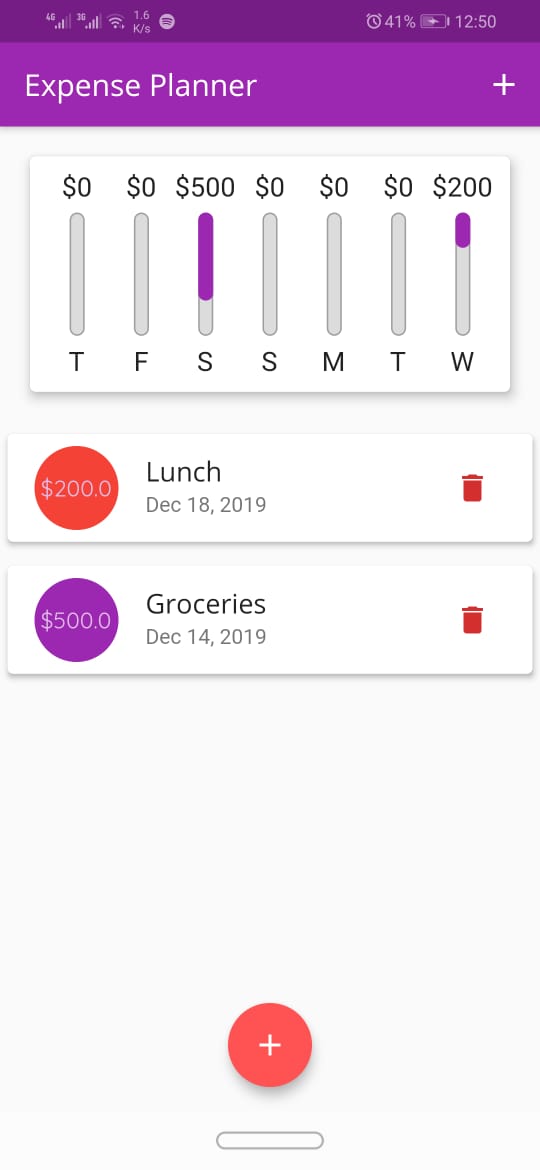 4G 3G 1.6 K/s 41% 12:50
Expense Planner +
$0 $0 $500 $0 $0 $0 $200
T F S S M T W
$200.0 Lunch
Dec 18, 2019
$500.0 Groceries
Dec 14, 2019
+